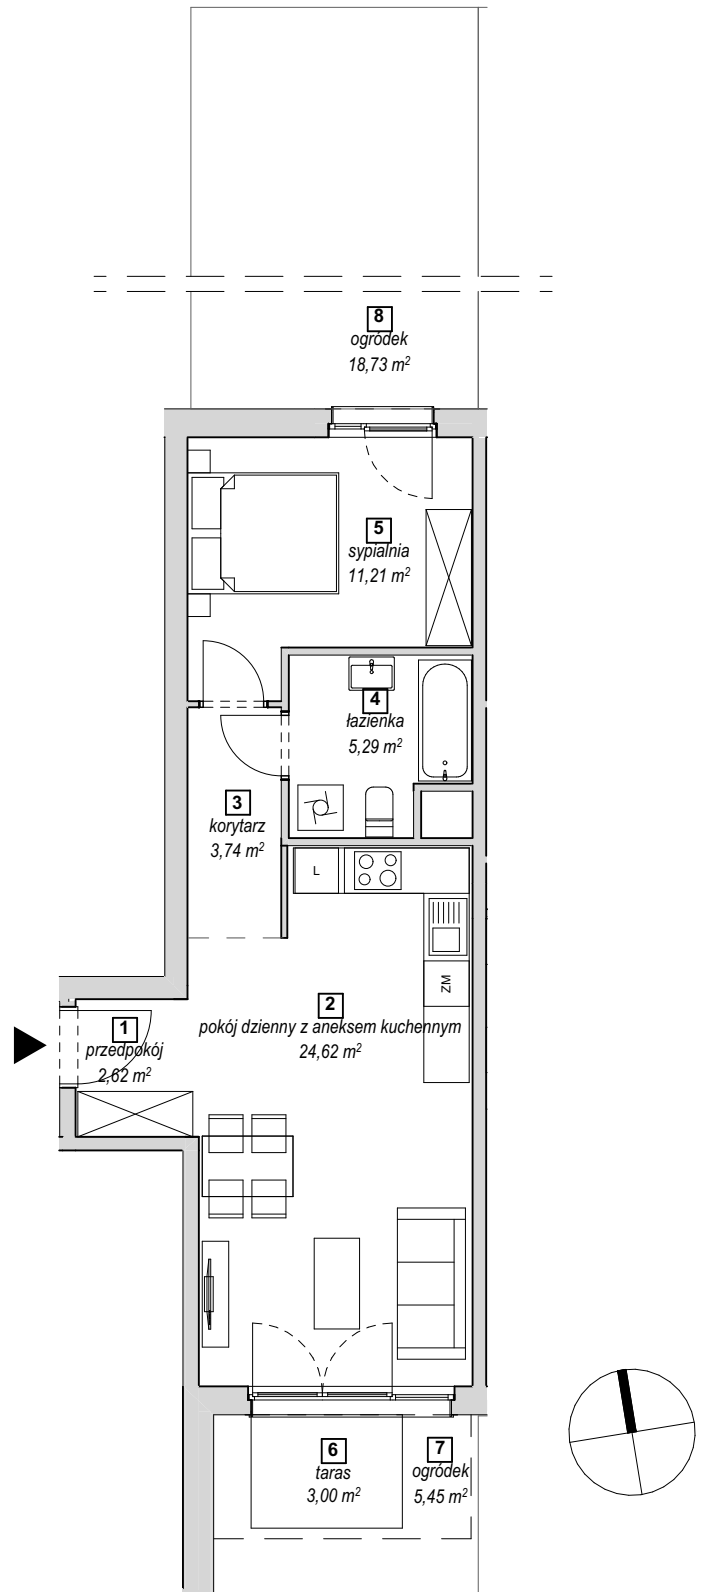 8
ogródek
18,73 m²
5
sypialnia
11,21 m²
4
łazienka
5,29 m²
3
korytarz
3,74 m²
L
ZM
2
pokój dzienny z aneksem kuchennym
24,62 m²
1
przedpokój
2,62 m²
6
taras
3,00 m²
7
ogródek
5,45 m²